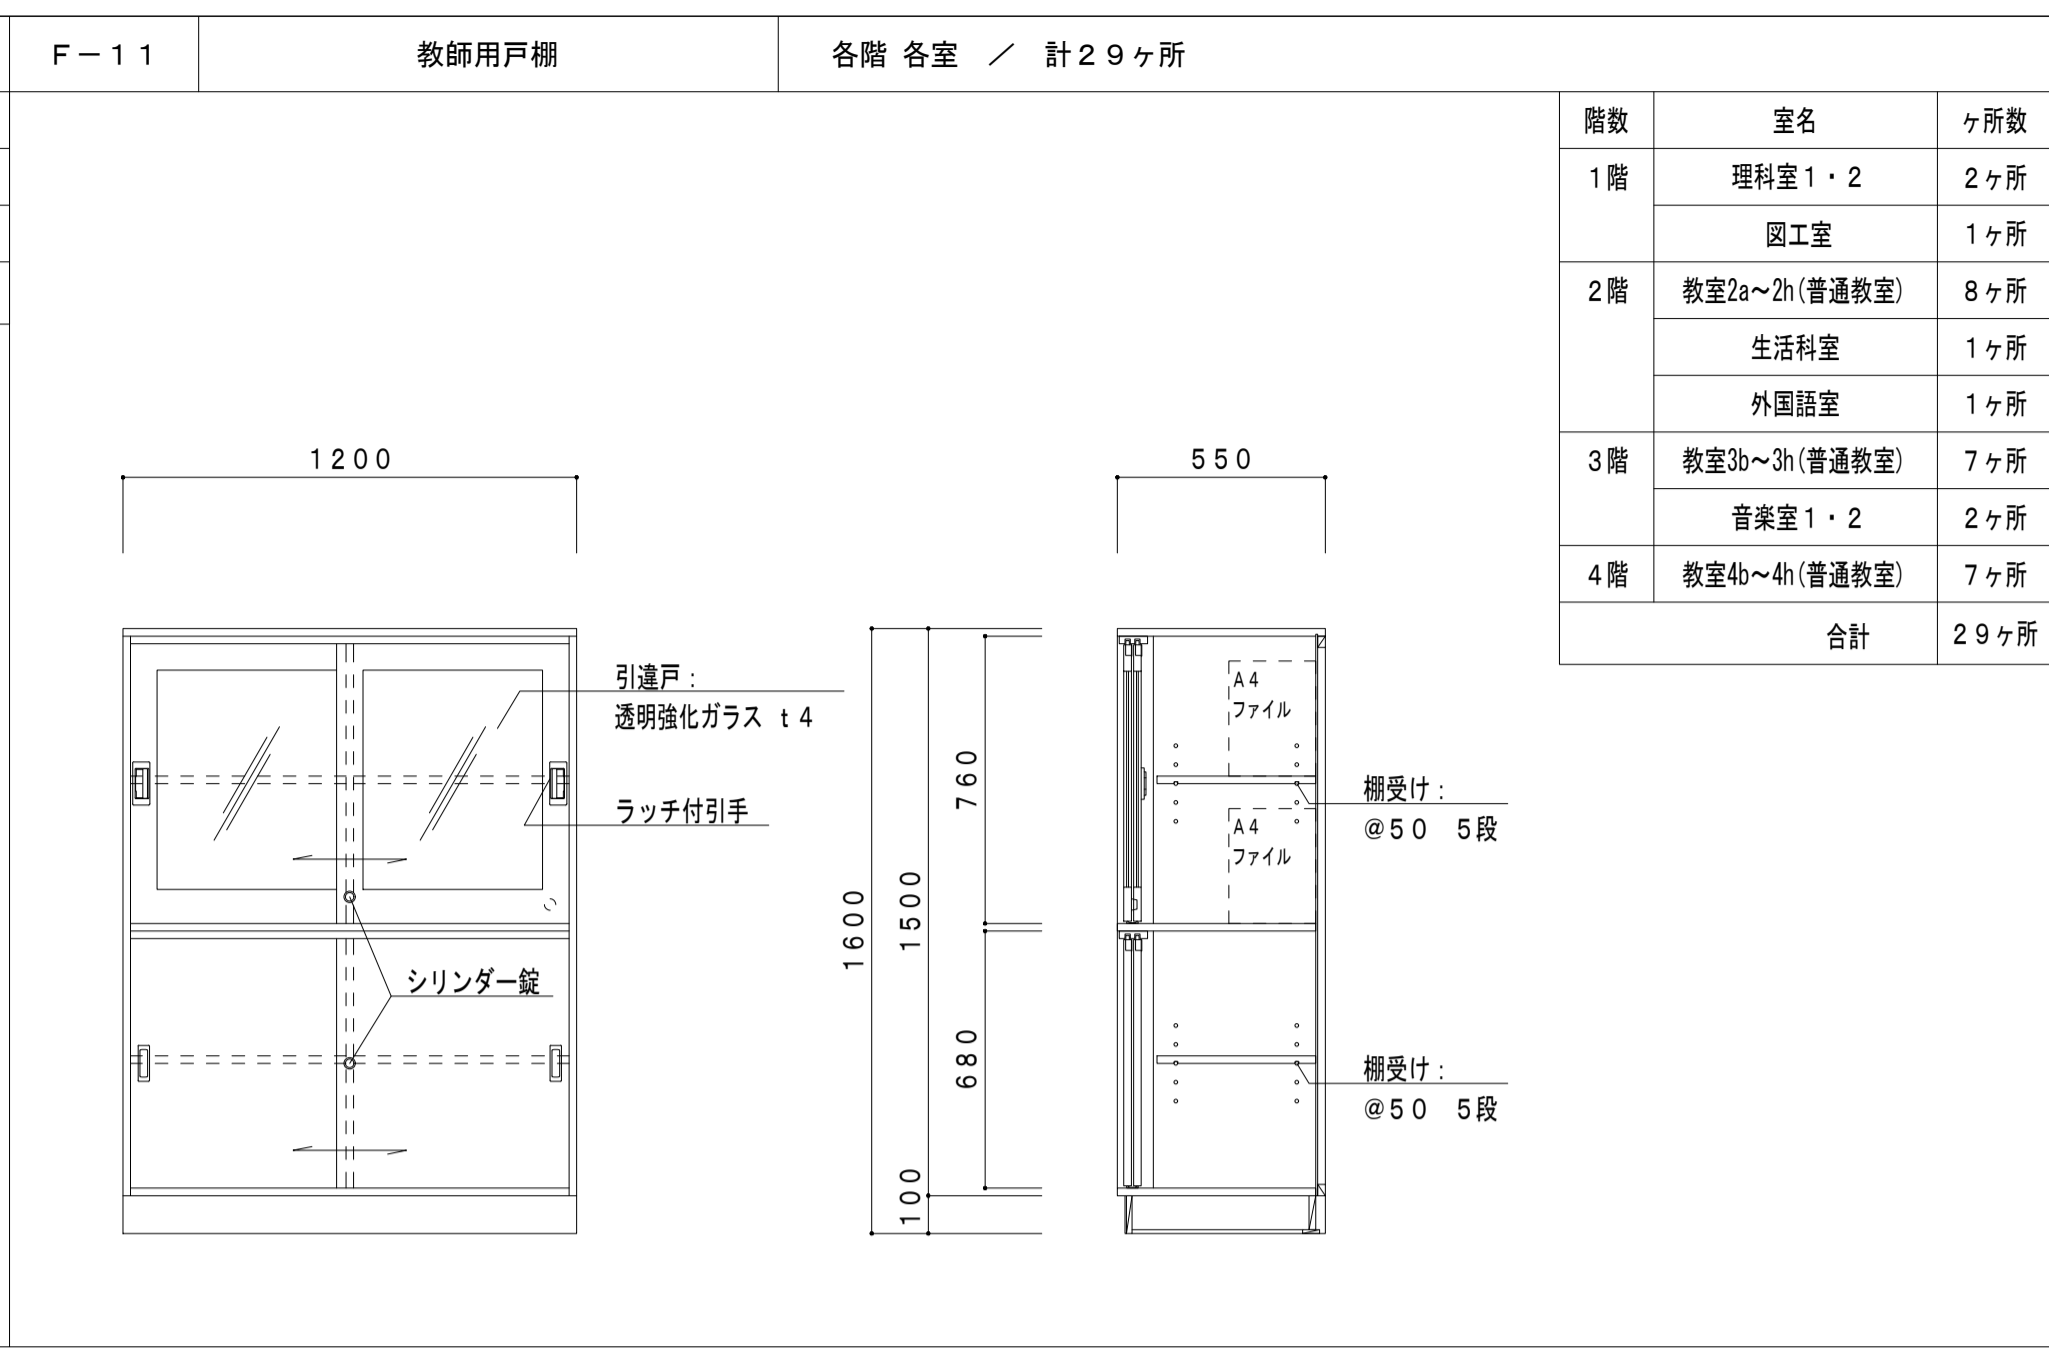 F－11 教師用戸棚 各階 各室 ／ 計29ヶ所
階数 室名 ヶ所数
1階 理科室1・2 2ヶ所
図工室 1ヶ所
2階 教室2a～2h(普通教室) 8ヶ所
生活科室 1ヶ所
外国語室 1ヶ所
3階 教室3b～3h(普通教室) 7ヶ所
音楽室1・2 2ヶ所
4階 教室4b～4h(普通教室) 7ヶ所
合計 29ヶ所
1200
引違戸：
透明強化ガラス t4
ラッチ付引手
シリンダー錠
1600
1500
100
760
680
550
A4
ファイル
A4
ファイル
棚受け：
@50 5段
棚受け：
@50 5段